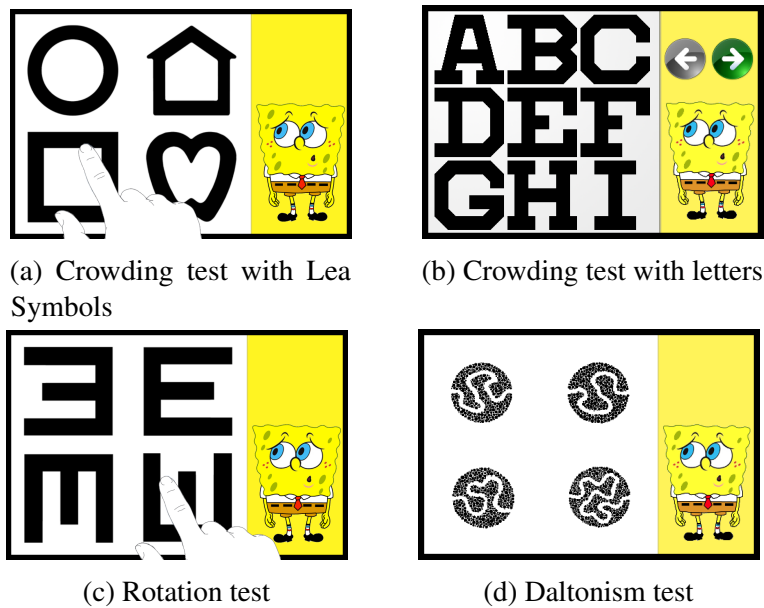 ABC
DEF
GHI
(a) Crowding test with Lea
Symbols
(b) Crowding test with letters
E
(c) Rotation test
(d) Daltonism test